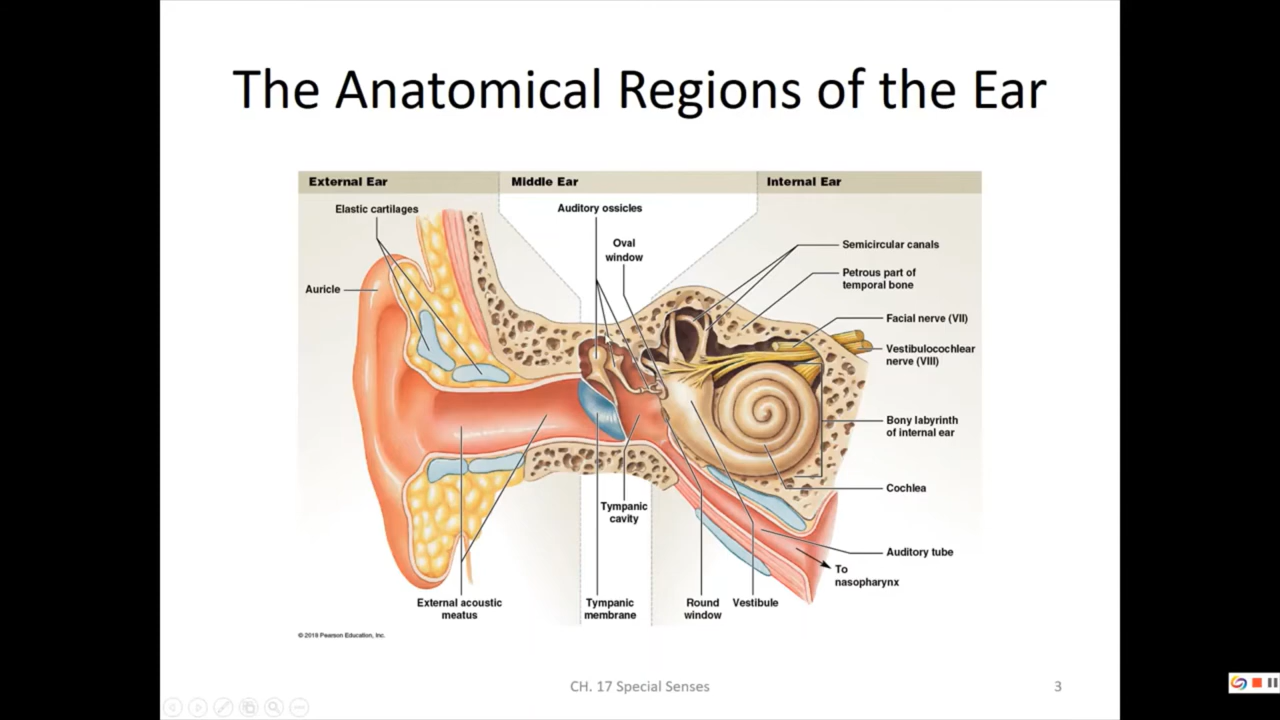 The Anatomical Regions of the Ear
External Ear
Middle Ear
Internal Ear
Elastic cartilages
Auricle
Auditory ossicles
Oval
window
Semicircular canals
Petrous part of
temporal bone
Facial nerve (VII)
Vestibulocochlear
nerve (VIII)
Bony labyrinth
of internal ear
Cochlea
Tympanic
cavity
Auditory tube
To
nasopharynx
External acoustic
meatus
Tympanic
membrane
Round
window
Vestibule
© 2018 Pearson Education, Inc.
CH. 17 Special Senses
3